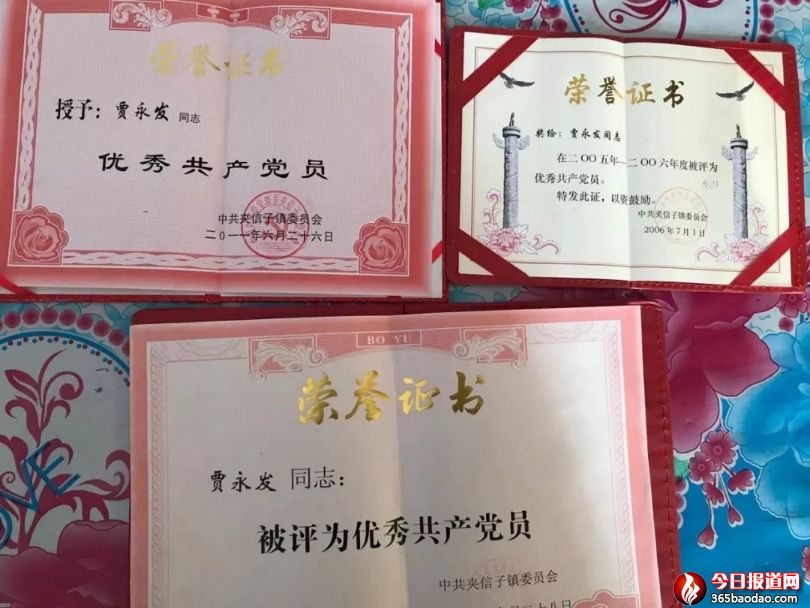 荣誉证书
授予：贾永发 同志
优秀共产党员
中共夹信子镇委员会
二0一一年六月二十六日
荣誉证书
奖给：贾永发同志
在二OO五年—二OO六年度被评为
优秀共产党员。
特发此证，以资鼓励。
中共夹信子镇委员会
2006年7月1日
BO YU
荣誉证书
贾永发 同志：
被评为优秀共产党员
中共夹信子镇委员会
LOVE
今日报道网
365baodao.com